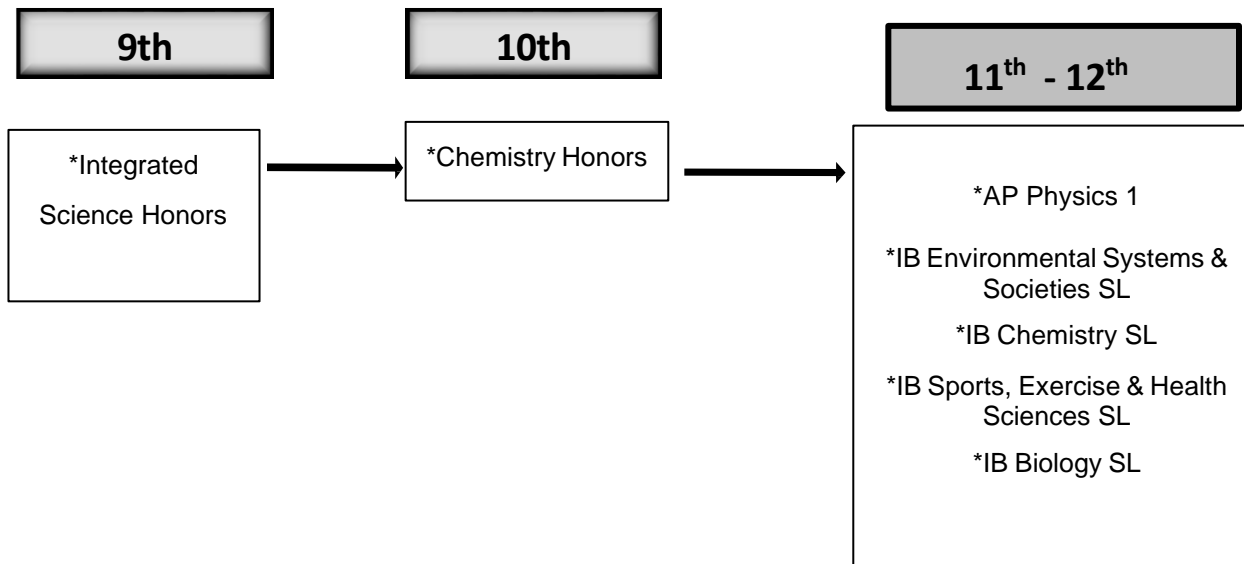 9th
10th
11th - 12th
*Integrated
Science Honors
*Chemistry Honors
*AP Physics 1
*IB Environmental Systems &
Societies SL
*IB Chemistry SL
*IB Sports, Exercise & Health
Sciences SL
*IB Biology SL